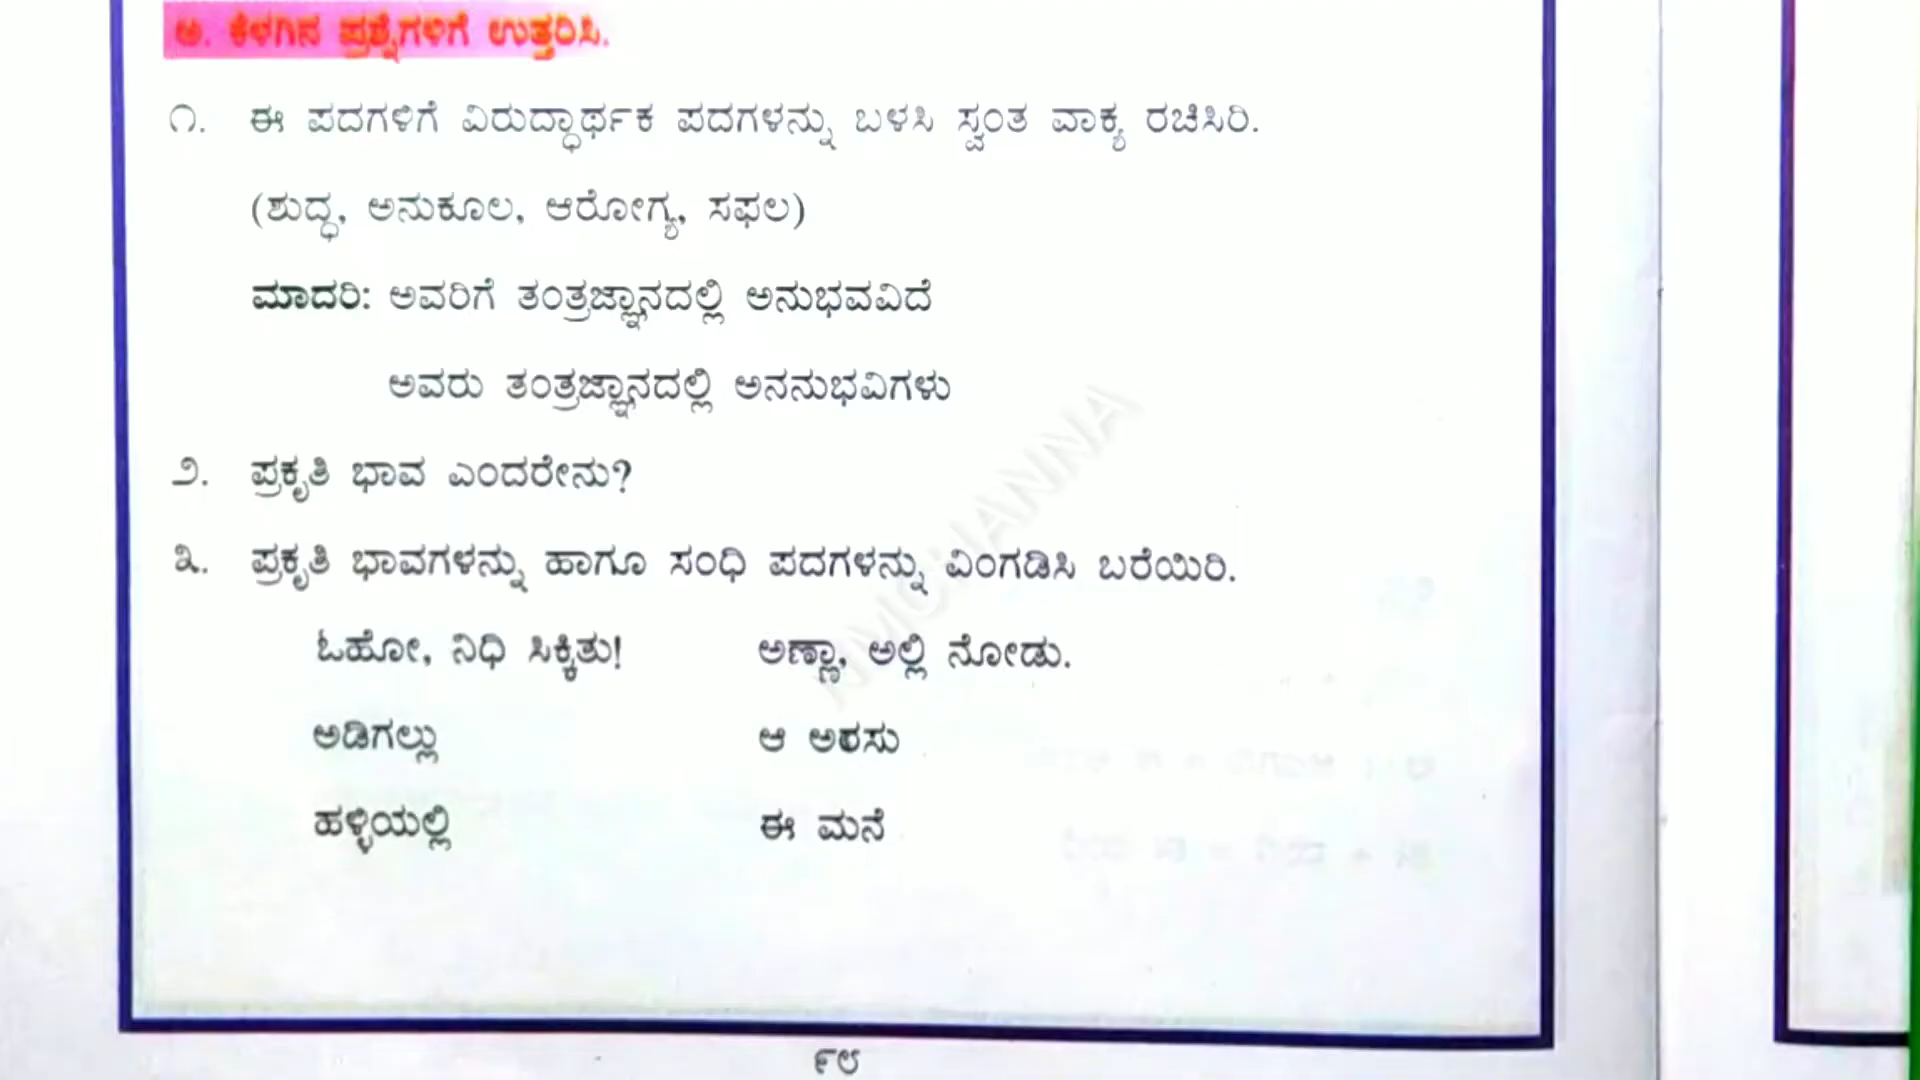 ಅ. ಕೆಳಗಿನ ಪ್ರಶ್ನೆಗಳಿಗೆ ಉತ್ತರಿಸಿ.
೧. ಈ ಪದಗಳಿಗೆ ವಿರುದ್ಧಾರ್ಥಕ ಪದಗಳನ್ನು ಬಳಸಿ ಸ್ವಂತ ವಾಕ್ಯ ರಚಿಸಿರಿ.
(ಶುದ್ಧ, ಅನುಕೂಲ, ಆರೋಗ್ಯ, ಸಫಲ)
ಮಾದರಿ: ಅವರಿಗೆ ತಂತ್ರಜ್ಞಾನದಲ್ಲಿ ಅನುಭವವಿದೆ
ಅವರು ತಂತ್ರಜ್ಞಾನದಲ್ಲಿ ಅನನುಭವಿಗಳು
೨. ಪ್ರಕೃತಿ ಭಾವ ಎಂದರೇನು?
೩. ಪ್ರಕೃತಿ ಭಾವಗಳನ್ನು ಹಾಗೂ ಸಂಧಿ ಪದಗಳನ್ನು ವಿಂಗಡಿಸಿ ಬರೆಯಿರಿ.
ಓಹೋ, ನಿಧಿ ಸಿಕ್ಕಿತು! ಅಣ್ಣಾ, ಅಲ್ಲಿ ನೋಡು.
ಅಡಿಗಲ್ಲು ಆ ಅರಸು
ಹಳ್ಳಿಯಲ್ಲಿ ಈ ಮನೆ
೯೮